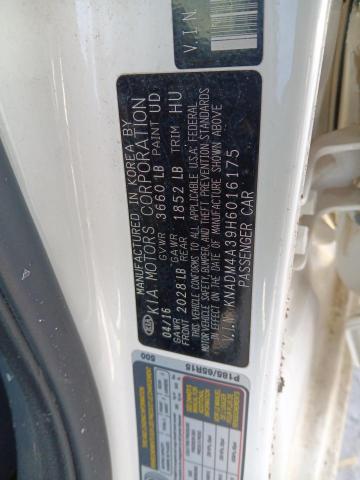 V.I.N
MANUFACTURED IN KOREA BY
KIA MOTORS CORPORATION
04/16 GVWR 3660 LB PAINT UD
GAWR FRONT 2028 LB GAWR REAR 1852 LB TRIM HU
THIS VEHICLE CONFORMS TO ALL APPLICABLE U.S.A. FEDERAL
MOTOR VEHICLE SAFETY, BUMPER, AND THEFT PREVENTION STANDARDS
IN EFFECT ON THE DATE OF MANUFACTURE SHOWN ABOVE
V.I.N: KNADM4A39H6016175
PASSENGER CAR
P185/65R15 500